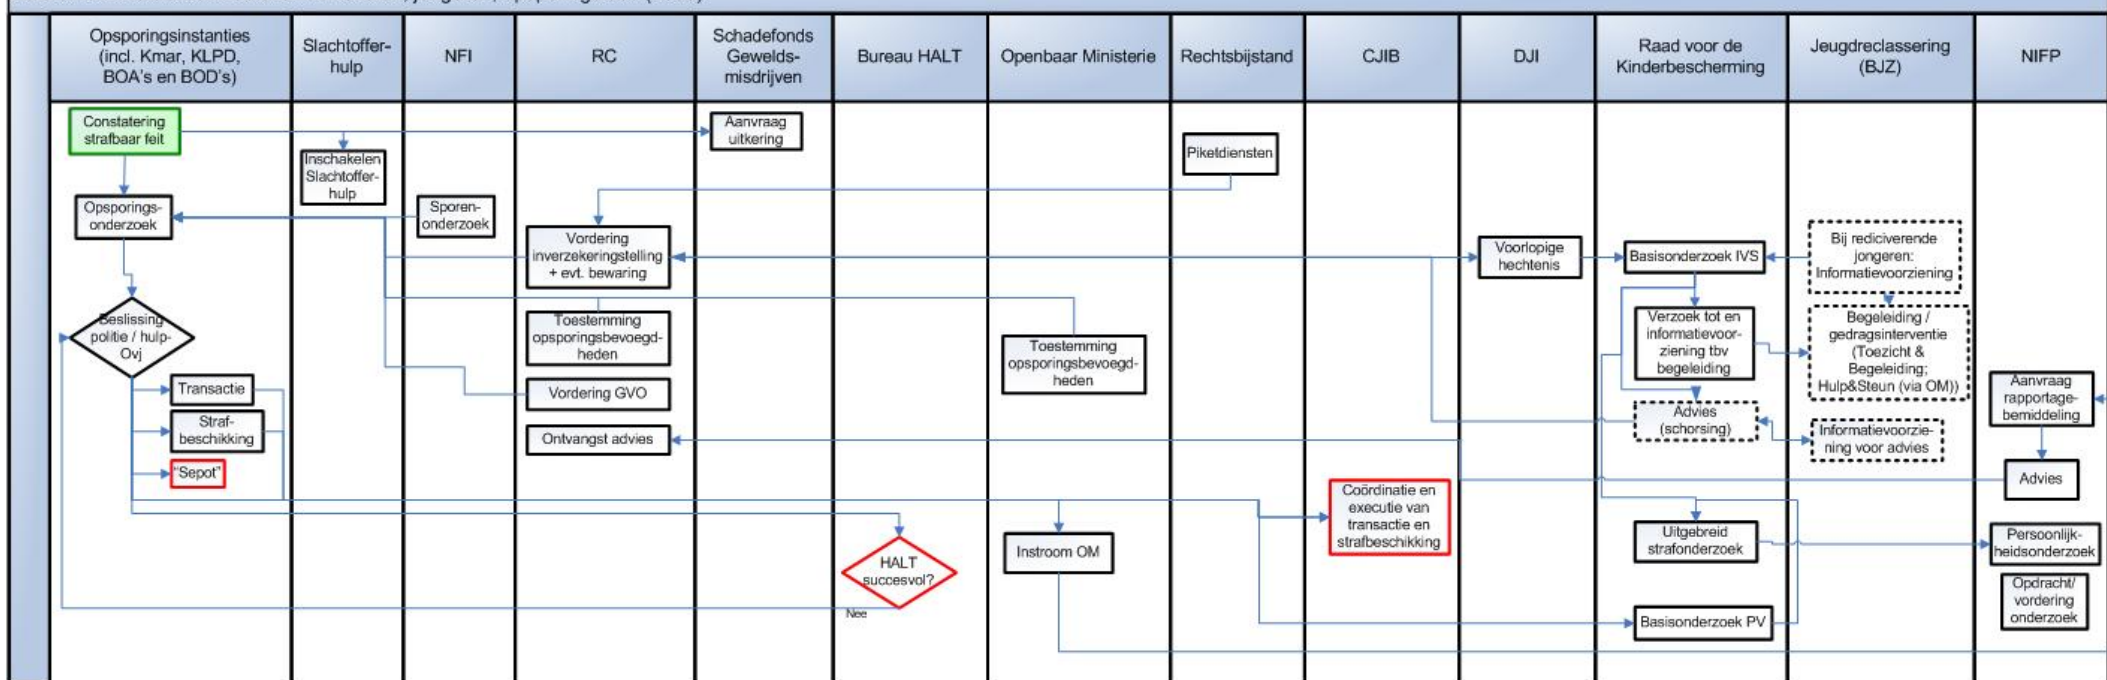 Opsporingsinstanties
(incl. Kmar, KLPD,
BOA's en BOD's)
Slachtoffer-
hulp
NFI
RC
Schadefonds
Gewelds-
misdrijven
Bureau HALT
Openbaar Ministerie
Rechtsbijstand
CJIB
DJI
Raad voor de
Kinderbescherming
Jeugdreclassering
(BJZ)
NIFP
Constatering
strafbaar feit
Aanvraag
uitkering
Inschakelen
Slachtoffer-
hulp
Piketdiensten
Opsporings-
onderzoek
Sporen-
onderzoek
Vordering
inverzekeringstelling
+ evt. bewaring
Voorlopige
hechtenis
Basisonderzoek IVS
Bij rediciverende
jongeren:
Informatievoorziening
Beslissing
politie / hulp-
Ovj
Toestemming
opsporingsbevoegd-
heden
Toestemming
opsporingsbevoegd-
heden
Verzoek tot en
informatievoor-
ziening tbv
begeleiding
Begeleiding /
gedragsinterventie
(Toezicht &
Begeleiding;
Hulp&Steun (via OM))
Transactie
Vordering GVO
Aanvraag
rapportage-
bemiddeling
Straf-
beschikking
Ontvangst advies
Advies
(schorsing)
Informatievoorzie-
ning voor advies
"Sepot"
Advies
Coördinatie en
executie van
transactie en
strafbeschikking
Instroom OM
Uitgebreid
strafonderzoek
Persoonlijk-
heidsonderzoek
HALT
succesvol?
Opdracht/
vordering
onderzoek
Nee
Basisonderzoek PV